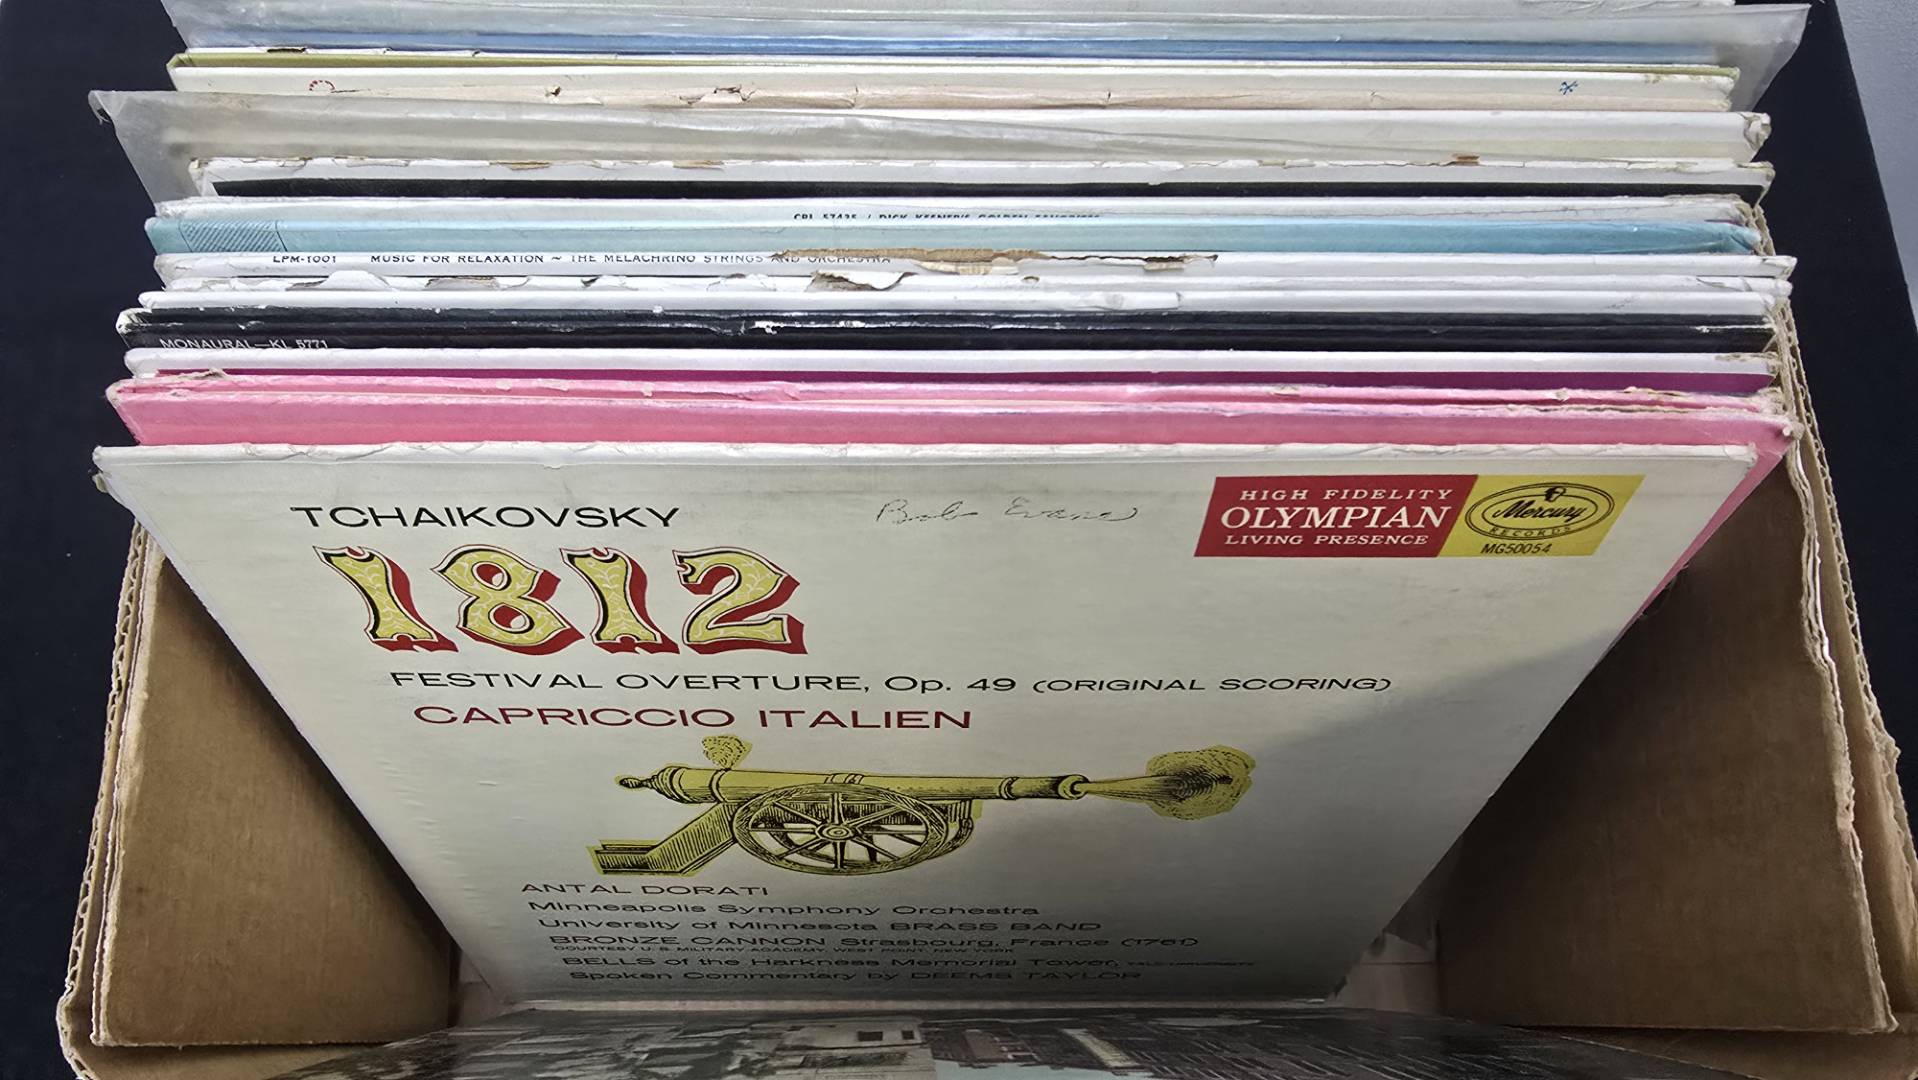 CRL 57435 / DICK KESNER'S GOLDEN FAVORITES
LPM-1001 MUSIC FOR RELAXATION ~ THE MELACHRINO STRINGS AND ORCHESTRA
MONAURAL—KL 5771
TCHAIKOVSKY
Bob Evans
1812
FESTIVAL OVERTURE, Op. 49 (ORIGINAL SCORING)
CAPRICCIO ITALIEN
HIGH FIDELITY
OLYMPIAN
LIVING PRESENCE
Mercury
RECORDS
MG50054
ANTAL DORATI
Minneapolis Symphony Orchestra
University of Minnesota BRASS BAND
BRONZE CANNON Strasbourg, France (1761)
COURTESY U. S. MILITARY ACADEMY, WEST POINT, NEW YORK
BELLS of the Harkness Memorial Tower, YALE UNIVERSITY
Spoken Commentary by DEEMS TAYLOR